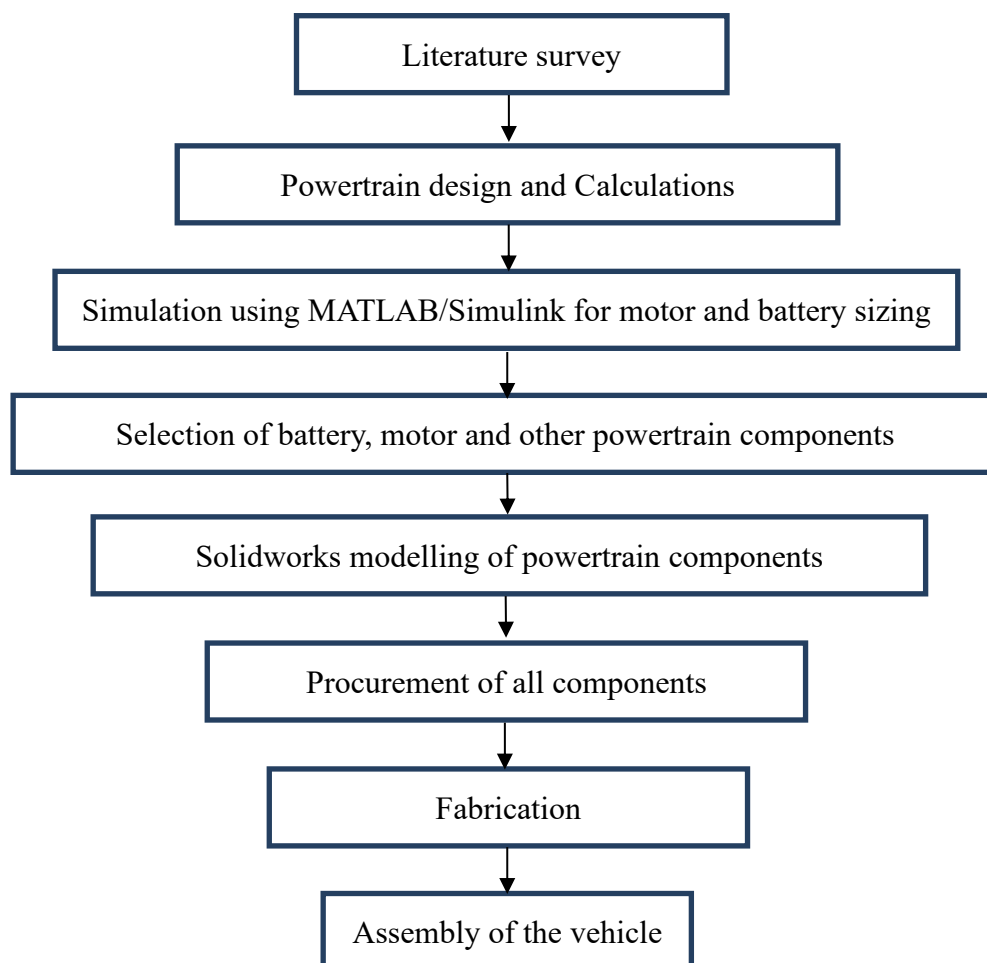 Literature survey
Powertrain design and Calculations
Simulation using MATLAB/Simulink for motor and battery sizing
Selection of battery, motor and other powertrain components
Solidworks modelling of powertrain components
Procurement of all components
Fabrication
Assembly of the vehicle